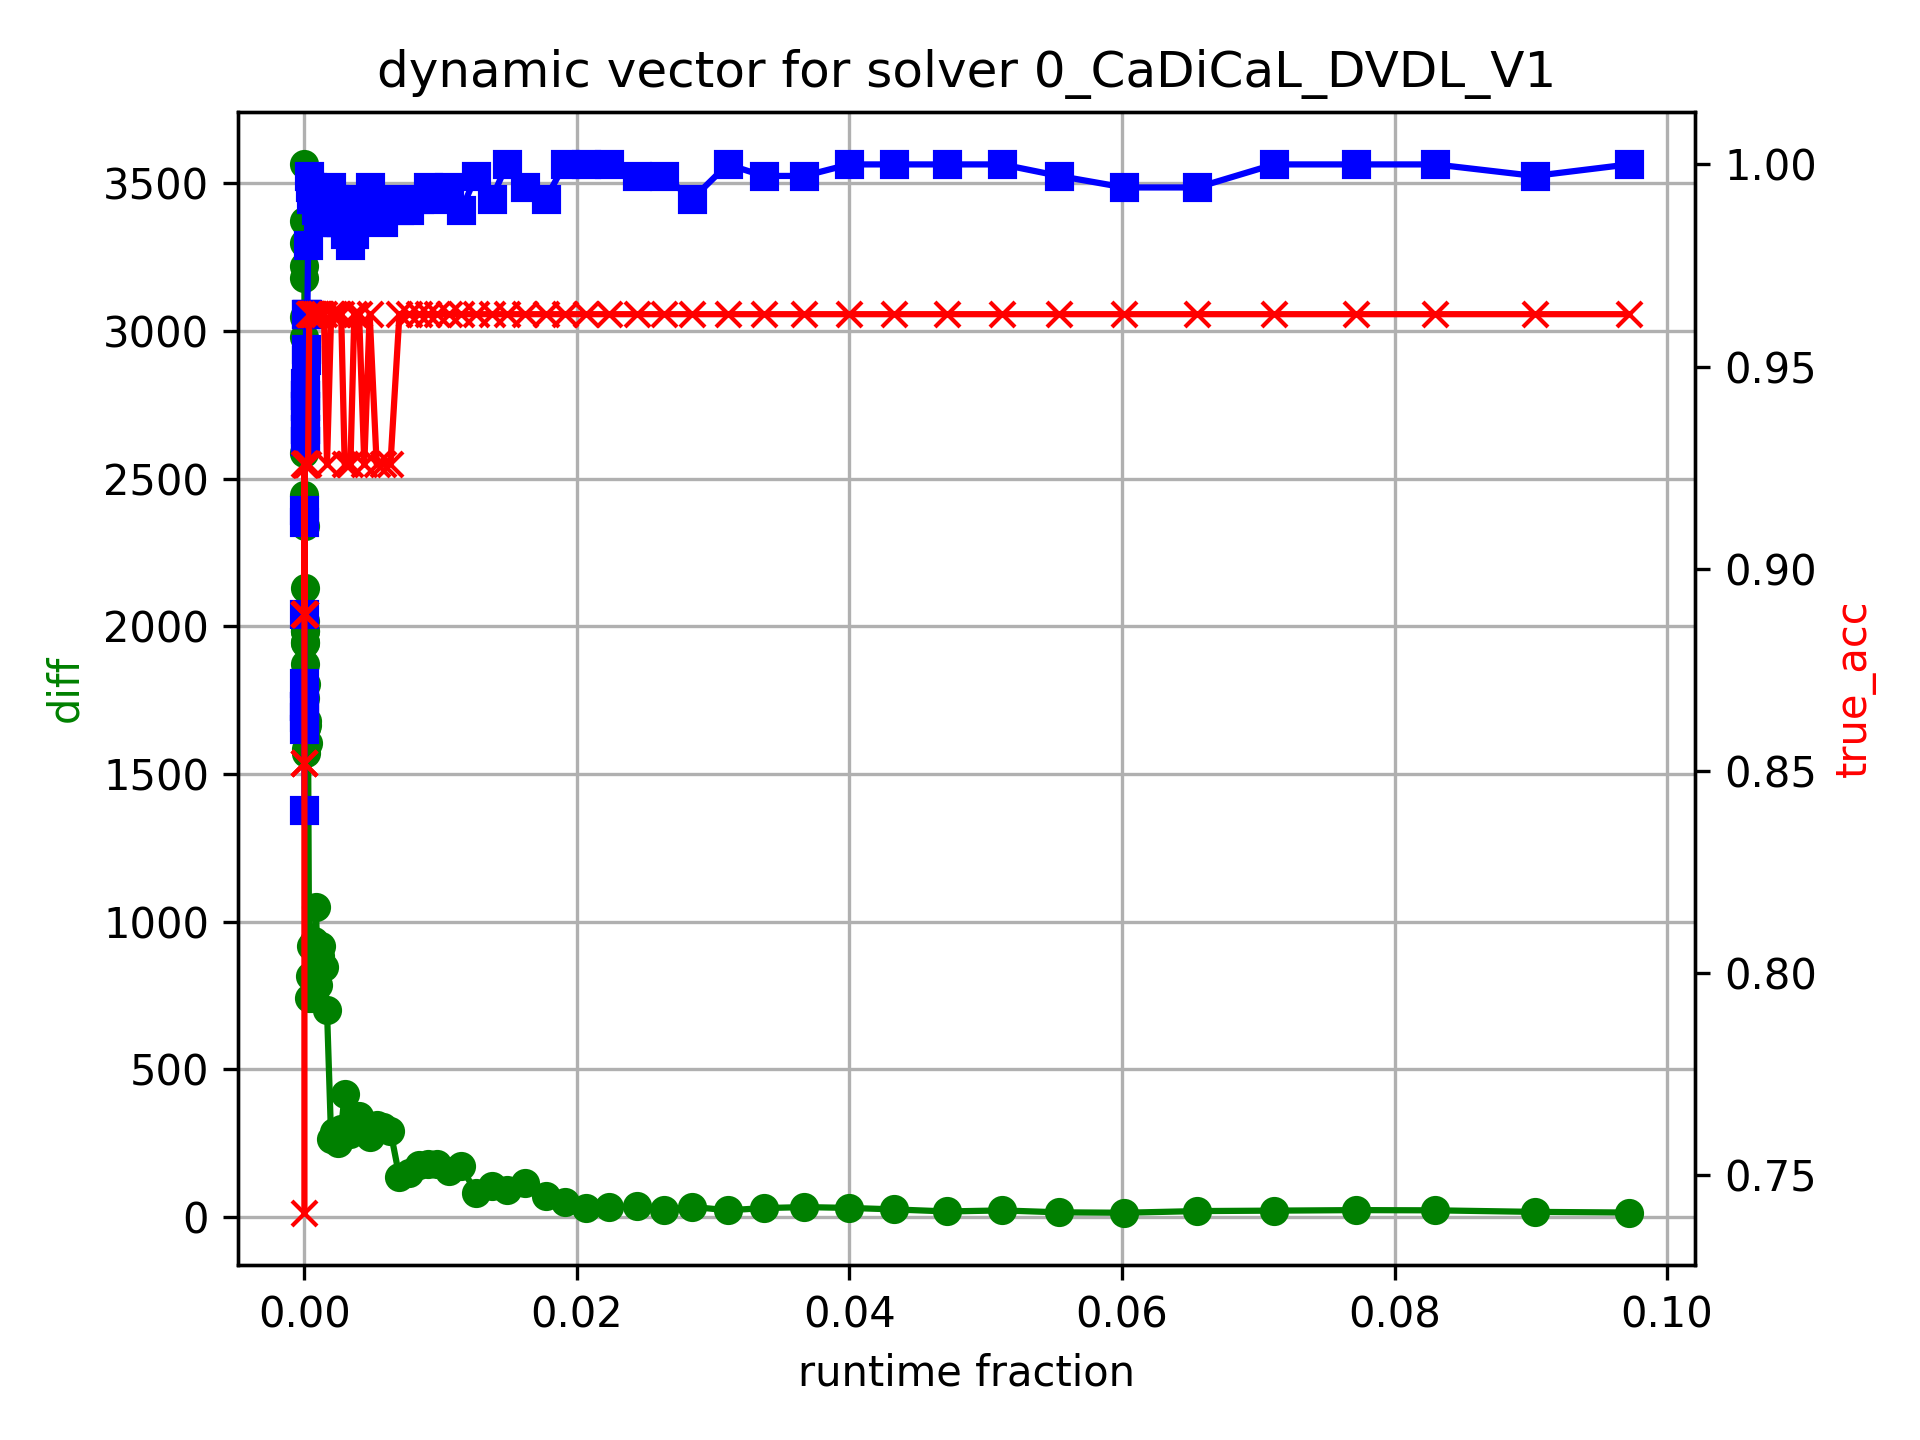 dynamic vector for solver 0_CaDiCaL_DVDL_V1
3500
3000
2500
2000
1500
1000
500
0
diff
1.00
0.95
0.90
0.85
0.80
0.75
true_acc
0.00 0.02 0.04 0.06 0.08 0.10
runtime fraction